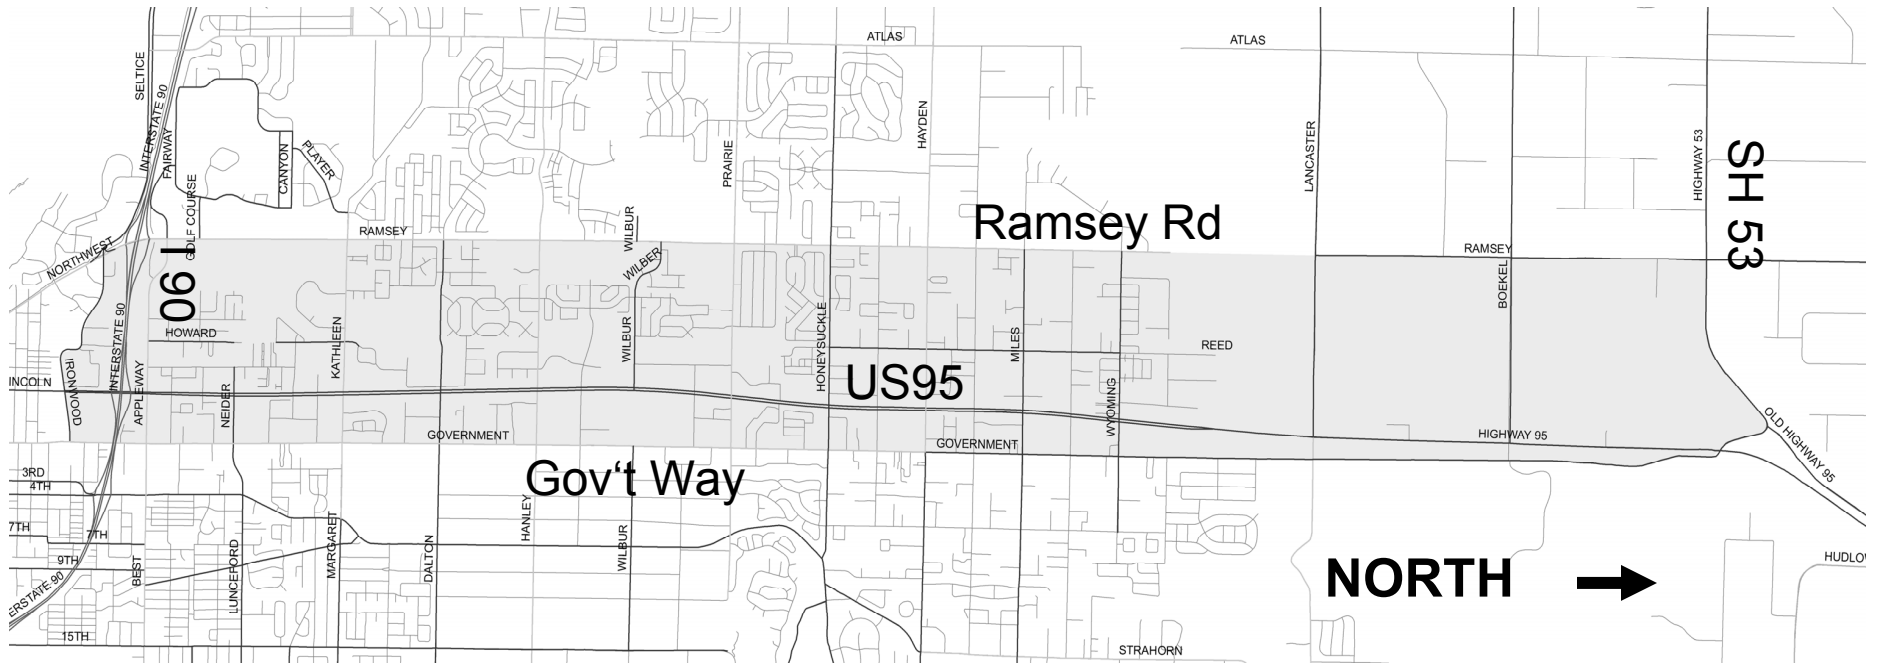 ATLAS
ATLAS
SELTICE
INTERSTATE 90
FAIRWAY
CANYON
PLAYER
PRAIRIE
HAYDEN
LANCASTER
HIGHWAY 53
SH 53
GOLF COURSE
RAMSEY
WILBUR
Ramsey Rd
RAMSEY
NORTHWEST
I 90
WILBER
BOEKEL
HOWARD
INTERSTATE 90
KATHLEEN
WILBUR
HONEYSUCKLE
MILES
REED
INCOLN
IRONWOOD
APPLEWAY
NEIDER
US95
WYOMING
GOVERNMENT
GOVERNMENT
HIGHWAY 95
OLD HIGHWAY 95
3RD
4TH
Gov't Way
7TH
7TH
HANLEY
MARGARET
DALTON
WILBUR
9TH
BEST
LUNCEFORD
ERSTATE 90
NORTH
HUDLO
15TH
STRAHORN